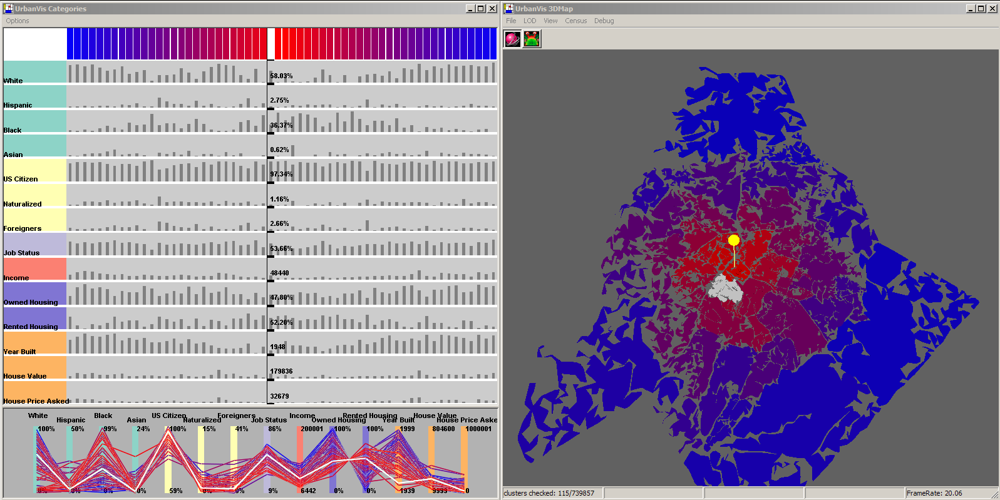 UrbanVis Categories
Options
White 58.03%
Hispanic 2.75%
Black 36.37%
Asian 0.62%
US Citizen 97.34%
Naturalized 1.16%
Foreigners 2.66%
Job Status 53.66%
Income 48440
Owned Housing 47.80%
Rented Housing 52.20%
Year Built 1948
House Value 179836
House Price Asked 32679
White Black US Citizen Foreigners Income Rented Housing House Value
Hispanic Asian Naturalized Job Status Owned Housing Year Built House Price Aske
100% 50% 99% 24% 100% 15% 41% 86% 200001 100% 100% 1999 804600 1000001
0% 0% 0% 0% 59% 0% 0% 9% 6442 0% 0% 1939 9999 0
UrbanVis 3DMap
File LOD View Census Debug
clusters checked: 115/739857
FrameRate: 20.06